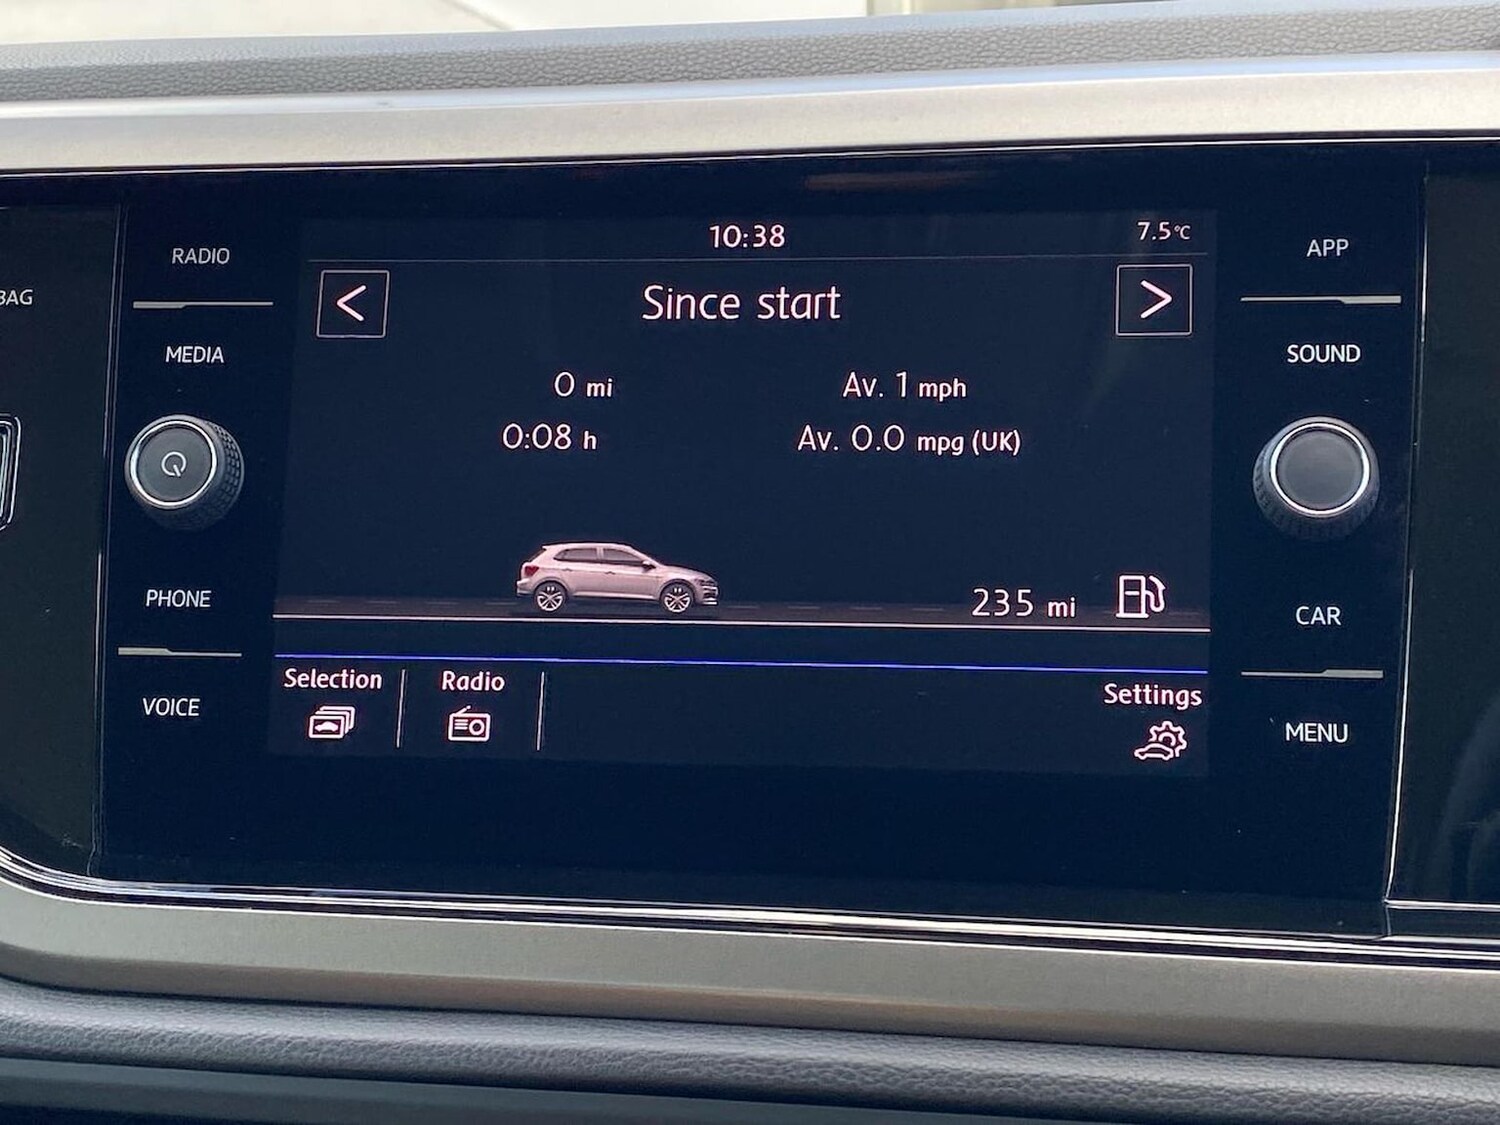 10:38
7.5°C
<
Since start
>
0 mi
Av. 1 mph
0:08 h
Av. 0.0 mpg (UK)
235 mi
Selection
Radio
Settings
RADIO
MEDIA
PHONE
VOICE
APP
SOUND
CAR
MENU
BAG